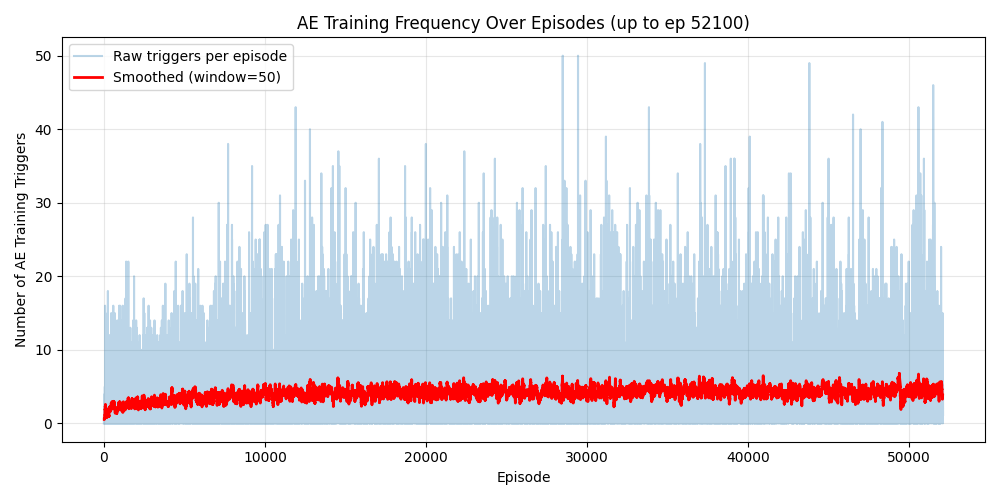 AE Training Frequency Over Episodes (up to ep 52100)
Raw triggers per episode
Smoothed (window=50)
Number of AE Training Triggers
50
40
30
20
10
0
0 10000 20000 30000 40000 50000
Episode